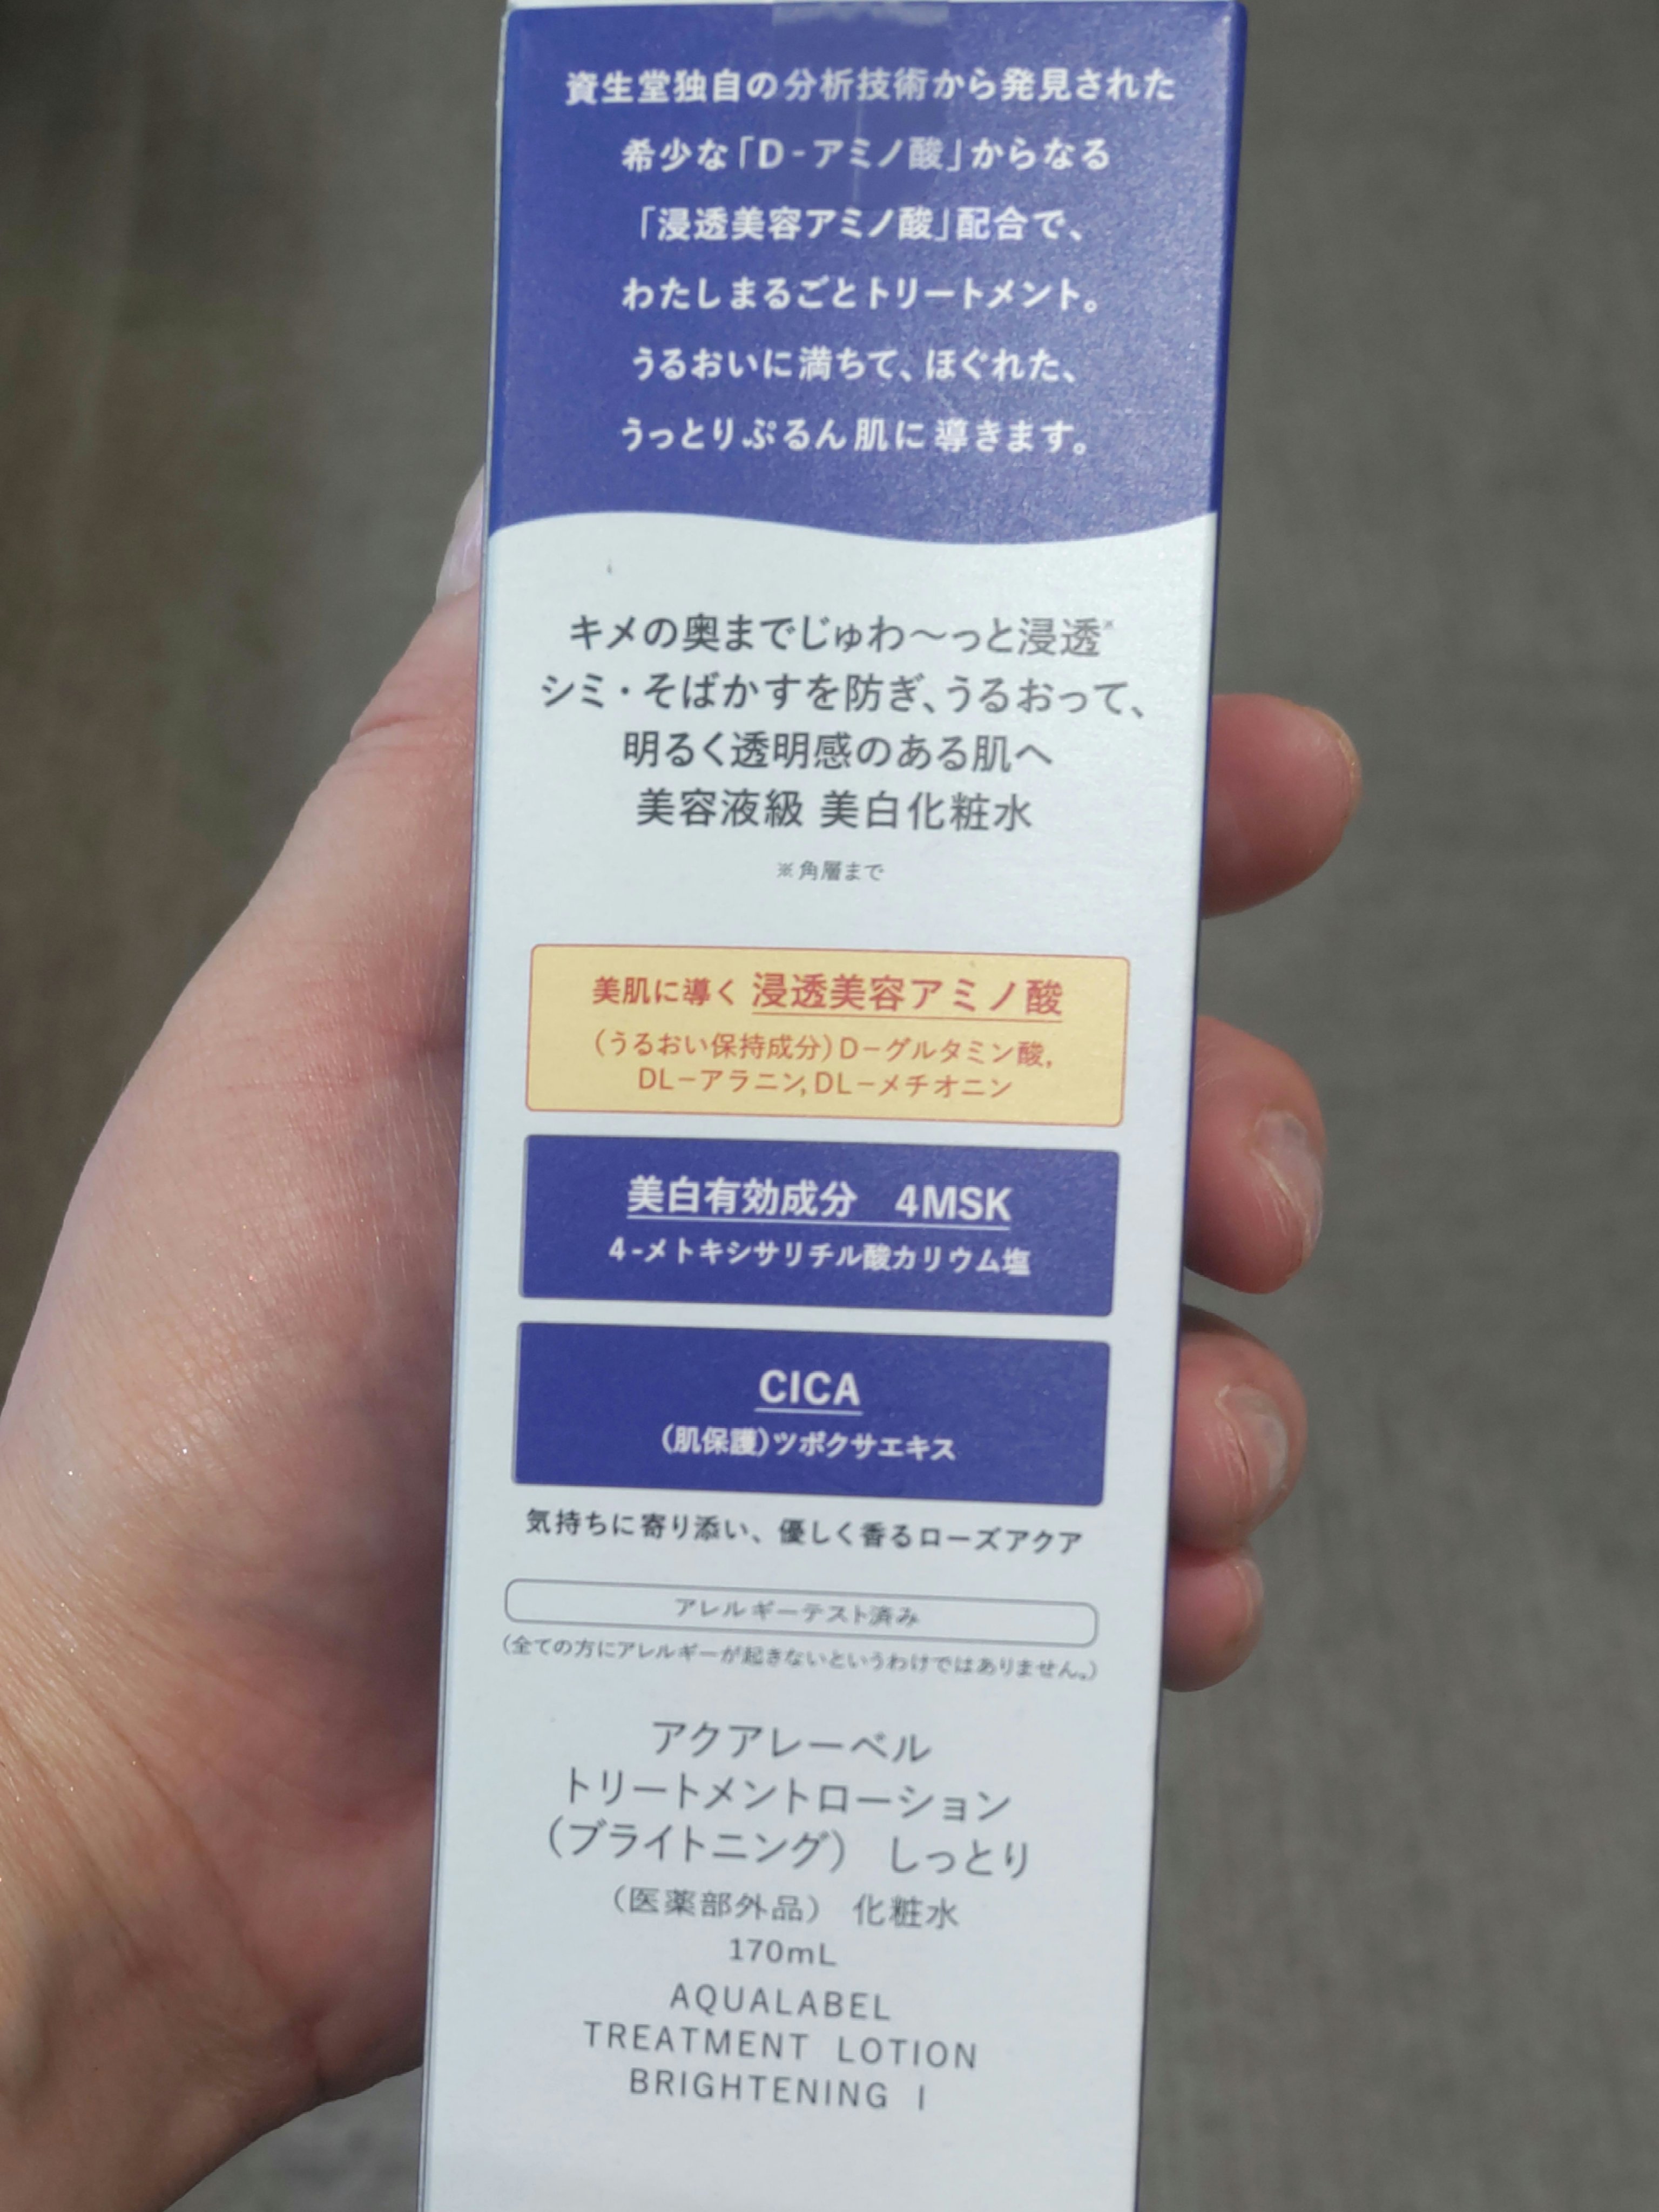 資生堂独自の分析技術から発見された
希少な「D-アミノ酸」からなる
「浸透美容アミノ酸」配合で、
わたしまるごとトリートメント。
うるおいに満ちて、ほぐれた、
うっとりぷるん肌に導きます。
キメの奥までじゅわ〜っと浸透※
シミ・そばかすを防ぎ、うるおって、
明るく透明感のある肌へ
美容液級 美白化粧水
※角層まで
美肌に導く 浸透美容アミノ酸
(うるおい保持成分)D−グルタミン酸,
DL−アラニン,DL−メチオニン
美白有効成分 4MSK
4-メトキシサリチル酸カリウム塩
CICA
(肌保護)ツボクサエキス
気持ちに寄り添い、優しく香るローズアクア
アレルギーテスト済み
(全ての方にアレルギーが起きないというわけではありません。)
アクアレーベル
トリートメントローション
(ブライトニング) しっとり
(医薬部外品) 化粧水
170mL
AQUALABEL
TREATMENT LOTION
BRIGHTENING I